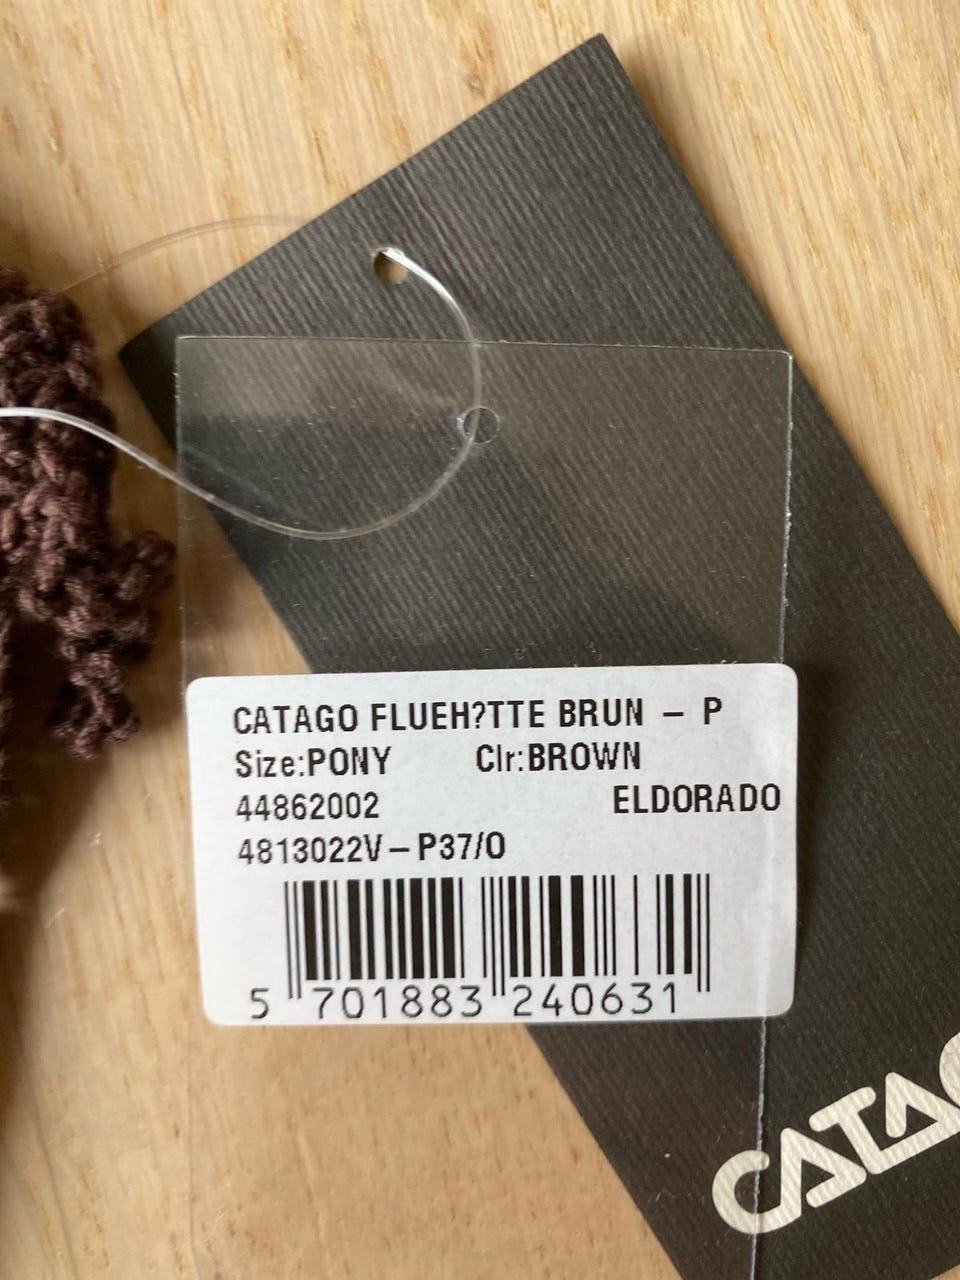 CATAGO FLUEH?TTE BRUN – P
Size:PONY Clr:BROWN
44862002 ELDORADO
4813022V–P37/O
5 701883 240631
CATAG